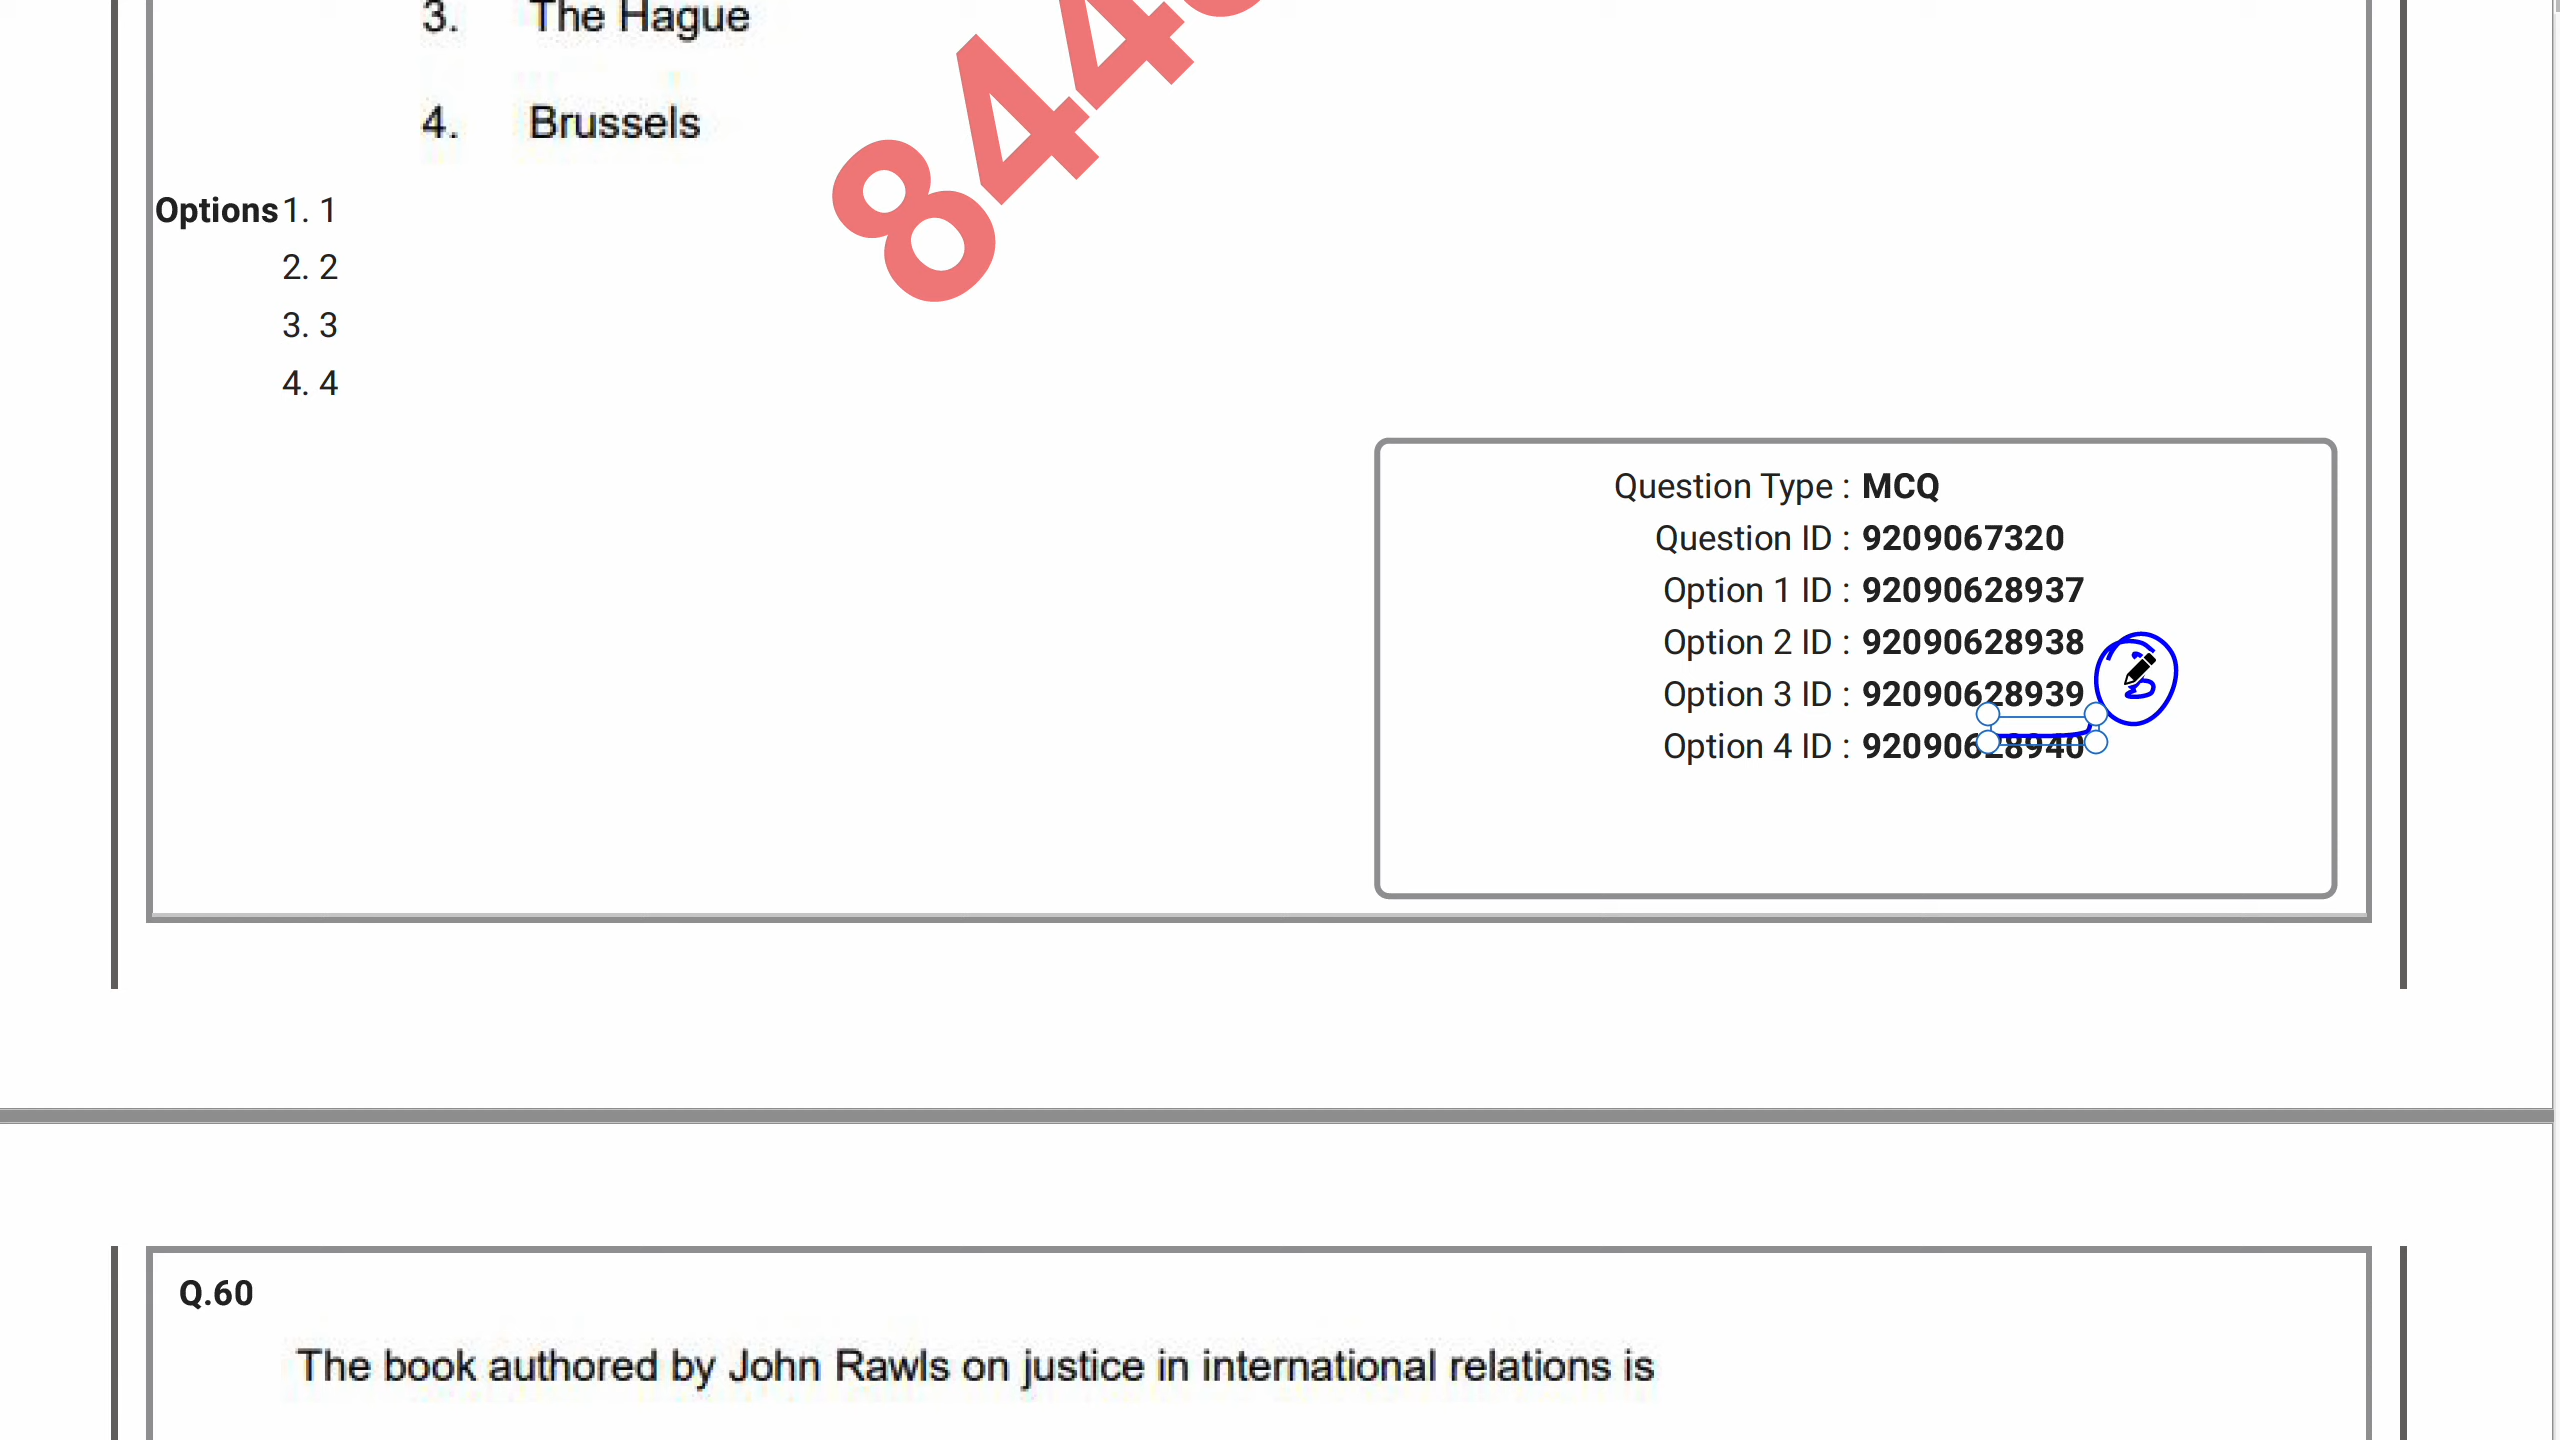 3. The Hague
4. Brussels
844
Options 1. 1
2. 2
3. 3
4. 4
Question Type : MCQ
Question ID : 9209067320
Option 1 ID : 92090628937
Option 2 ID : 92090628938
Option 3 ID : 92090628939
Option 4 ID : 92090628940
Q.60
The book authored by John Rawls on justice in international relations is